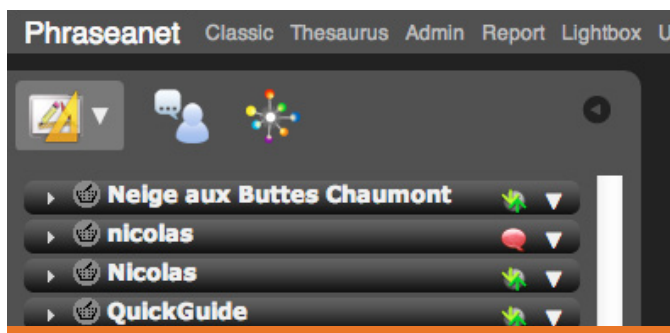 Phraseanet Classic Thesaurus Admin Report Lightbox
Neige aux Buttes Chaumont
nicolas
Nicolas
QuickGuide